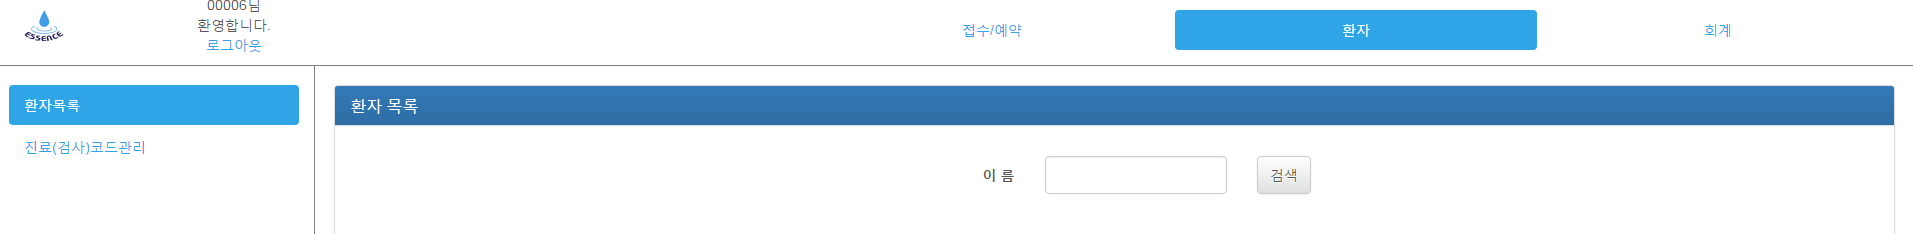 00006님
환영합니다.
로그아웃
ESSENCE
접수/예약
환자
회계
환자목록
진료(검사)코드관리
환자 목록
이 름
검색